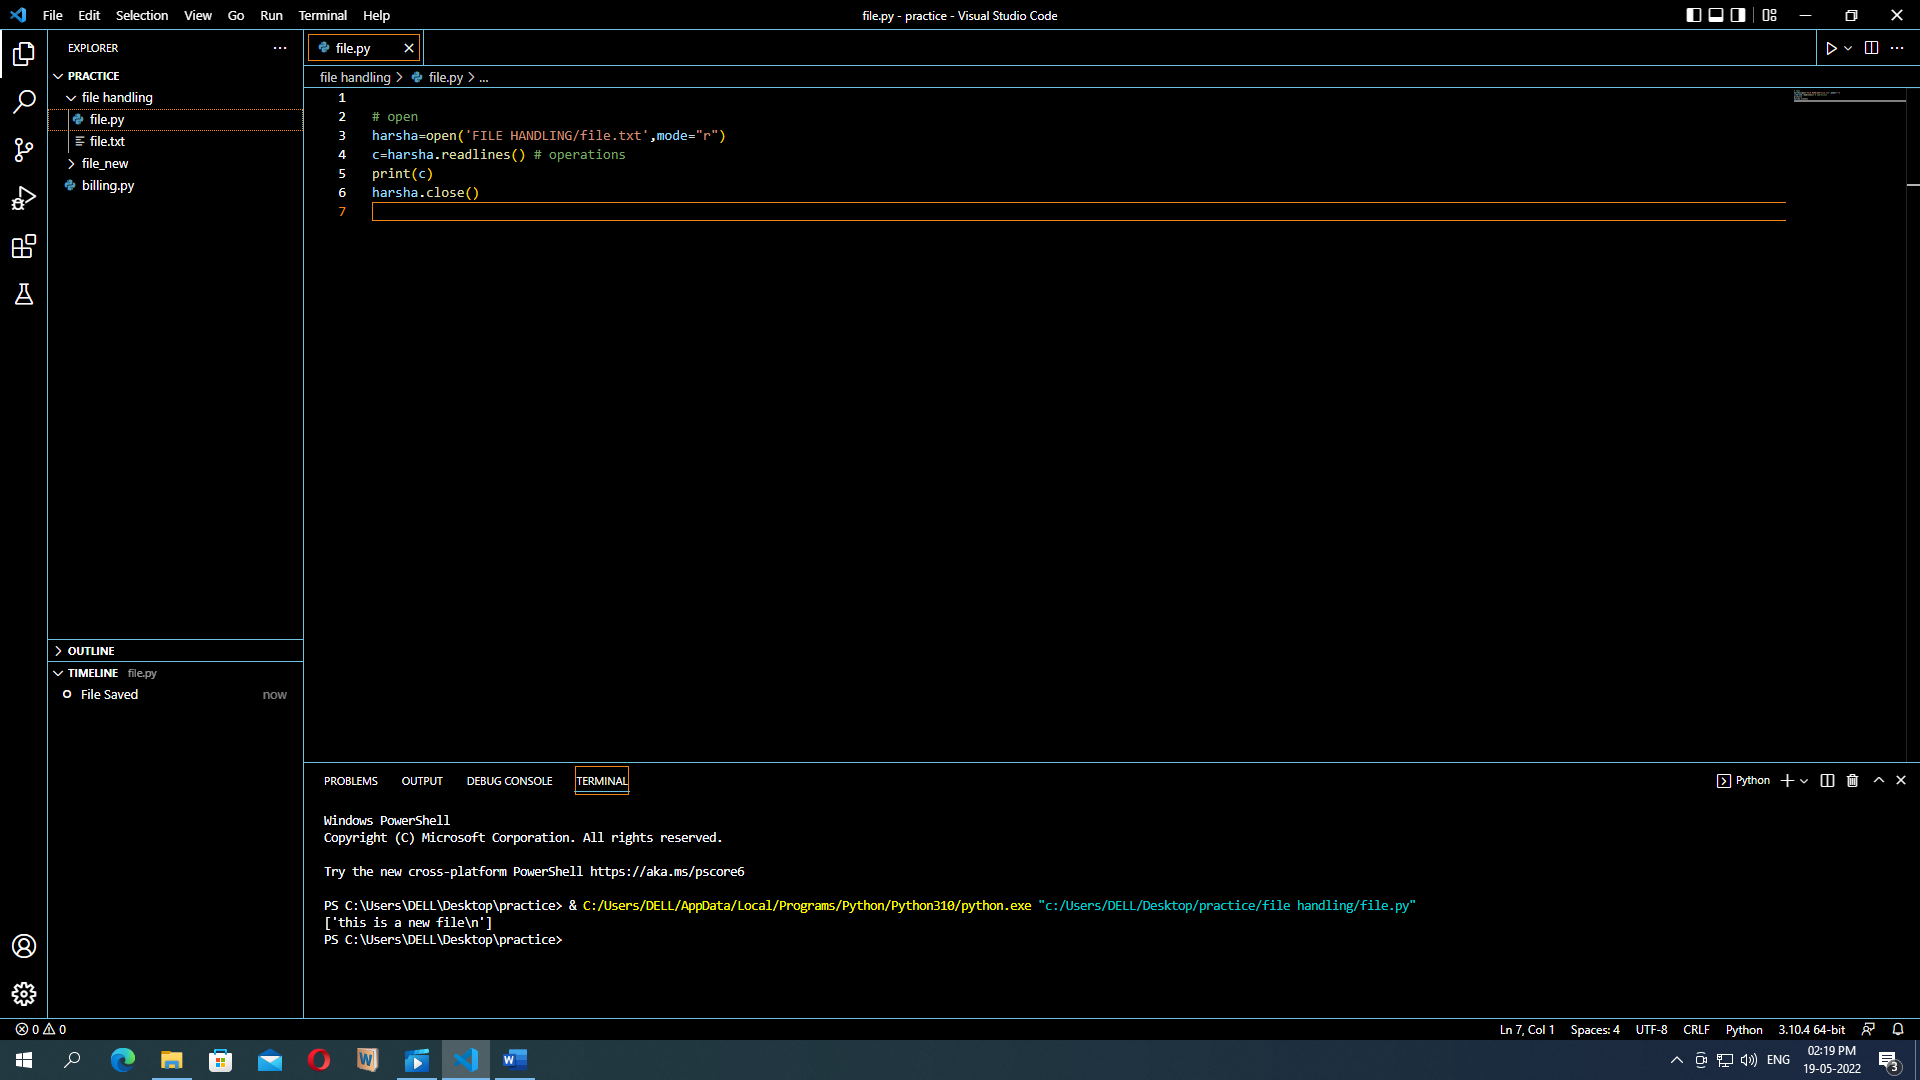 File Edit Selection View Go Run Terminal Help
file.py - practice - Visual Studio Code
EXPLORER
PRACTICE
file handling
file.py
file.txt
file_new
billing.py
OUTLINE
TIMELINE file.py
File Saved now
file.py
file handling > file.py > ...
1
2 # open
3 harsha=open('FILE HANDLING/file.txt',mode="r")
4 c=harsha.readlines() # operations
5 print(c)
6 harsha.close()
7
PROBLEMS OUTPUT DEBUG CONSOLE TERMINAL
Python
Windows PowerShell
Copyright (C) Microsoft Corporation. All rights reserved.
Try the new cross-platform PowerShell https://aka.ms/pscore6
PS C:\Users\DELL\Desktop\practice> & C:/Users/DELL/AppData/Local/Programs/Python/Python310/python.exe "c:/Users/DELL/Desktop/practice/file handling/file.py"
['this is a new file\n']
PS C:\Users\DELL\Desktop\practice>
0 0
Ln 7, Col 1 Spaces: 4 UTF-8 CRLF Python 3.10.4 64-bit
ENG
02:19 PM
19-05-2022
3